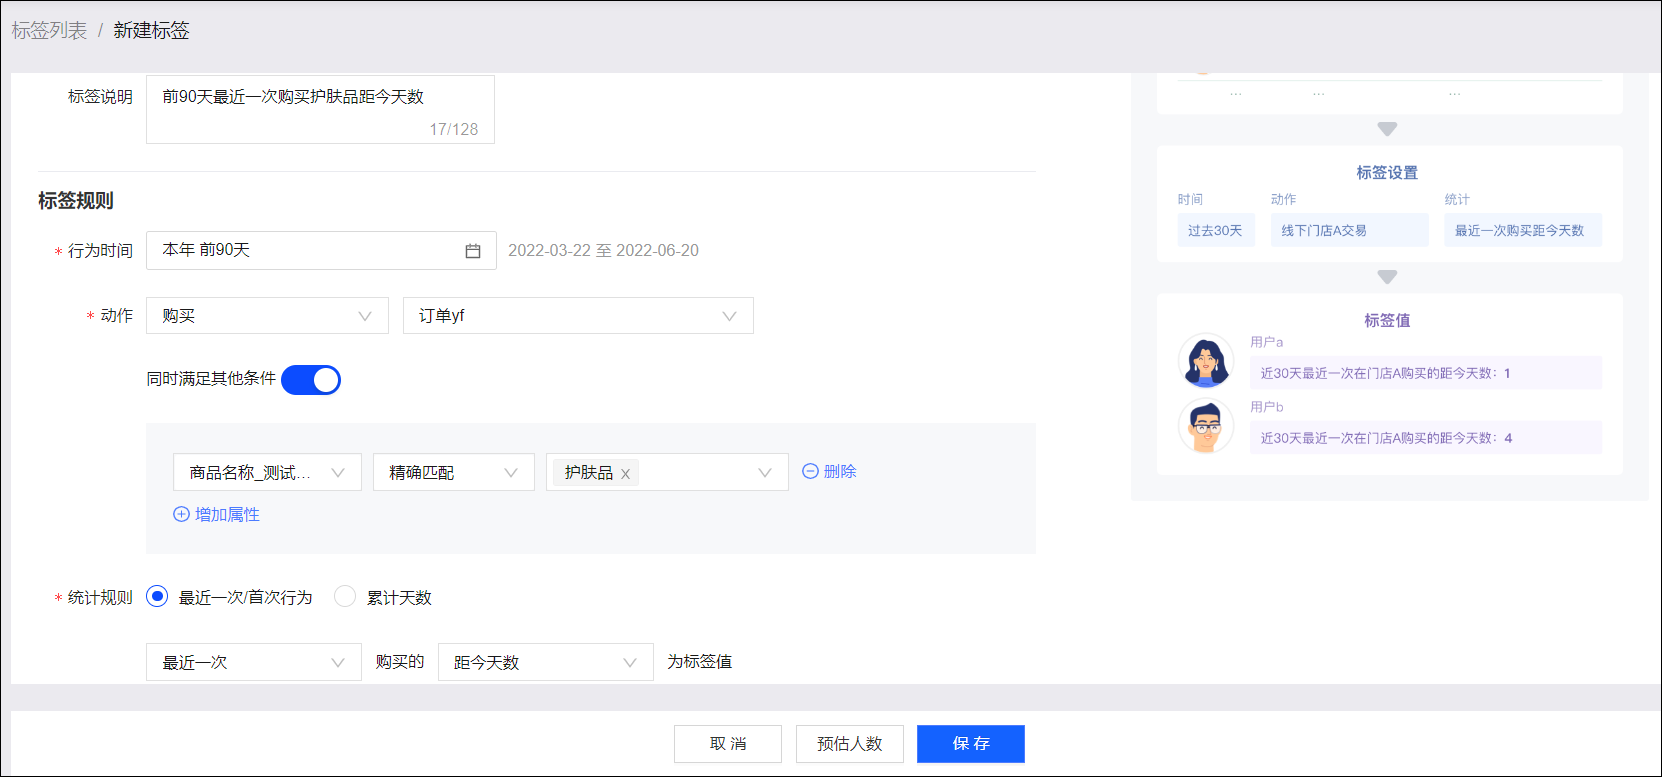 标签列表 / 新建标签
标签说明
前90天最近一次购买护肤品距今天数
17/128
标签规则
* 行为时间 本年 前90天 2022-03-22 至 2022-06-20
* 动作 购买 订单yf
同时满足其他条件
商品名称_测试... 精确匹配 护肤品 x 删除
增加属性
* 统计规则 最近一次/首次行为 累计天数
最近一次 购买的 距今天数 为标签值
取 消 预估人数 保 存
... ... ...
标签设置
时间 动作 统计
过去30天 线下门店A交易 最近一次购买距今天数
标签值
用户a
近30天最近一次在门店A购买的距今天数：1
用户b
近30天最近一次在门店A购买的距今天数：4